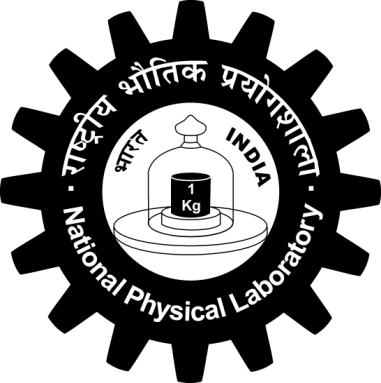 · राष्ट्रीय भौतिक प्रयोगशाला ·
भारत
INDIA
1
Kg
National Physical Laboratory